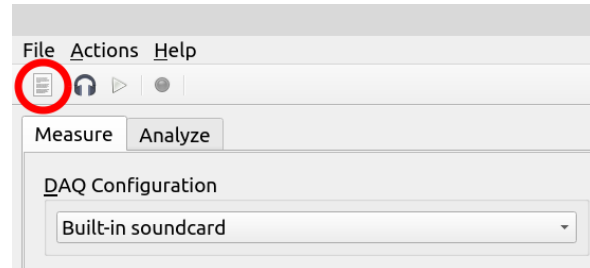 File Actions Help
Measure Analyze
DAQ Configuration
Built-in soundcard